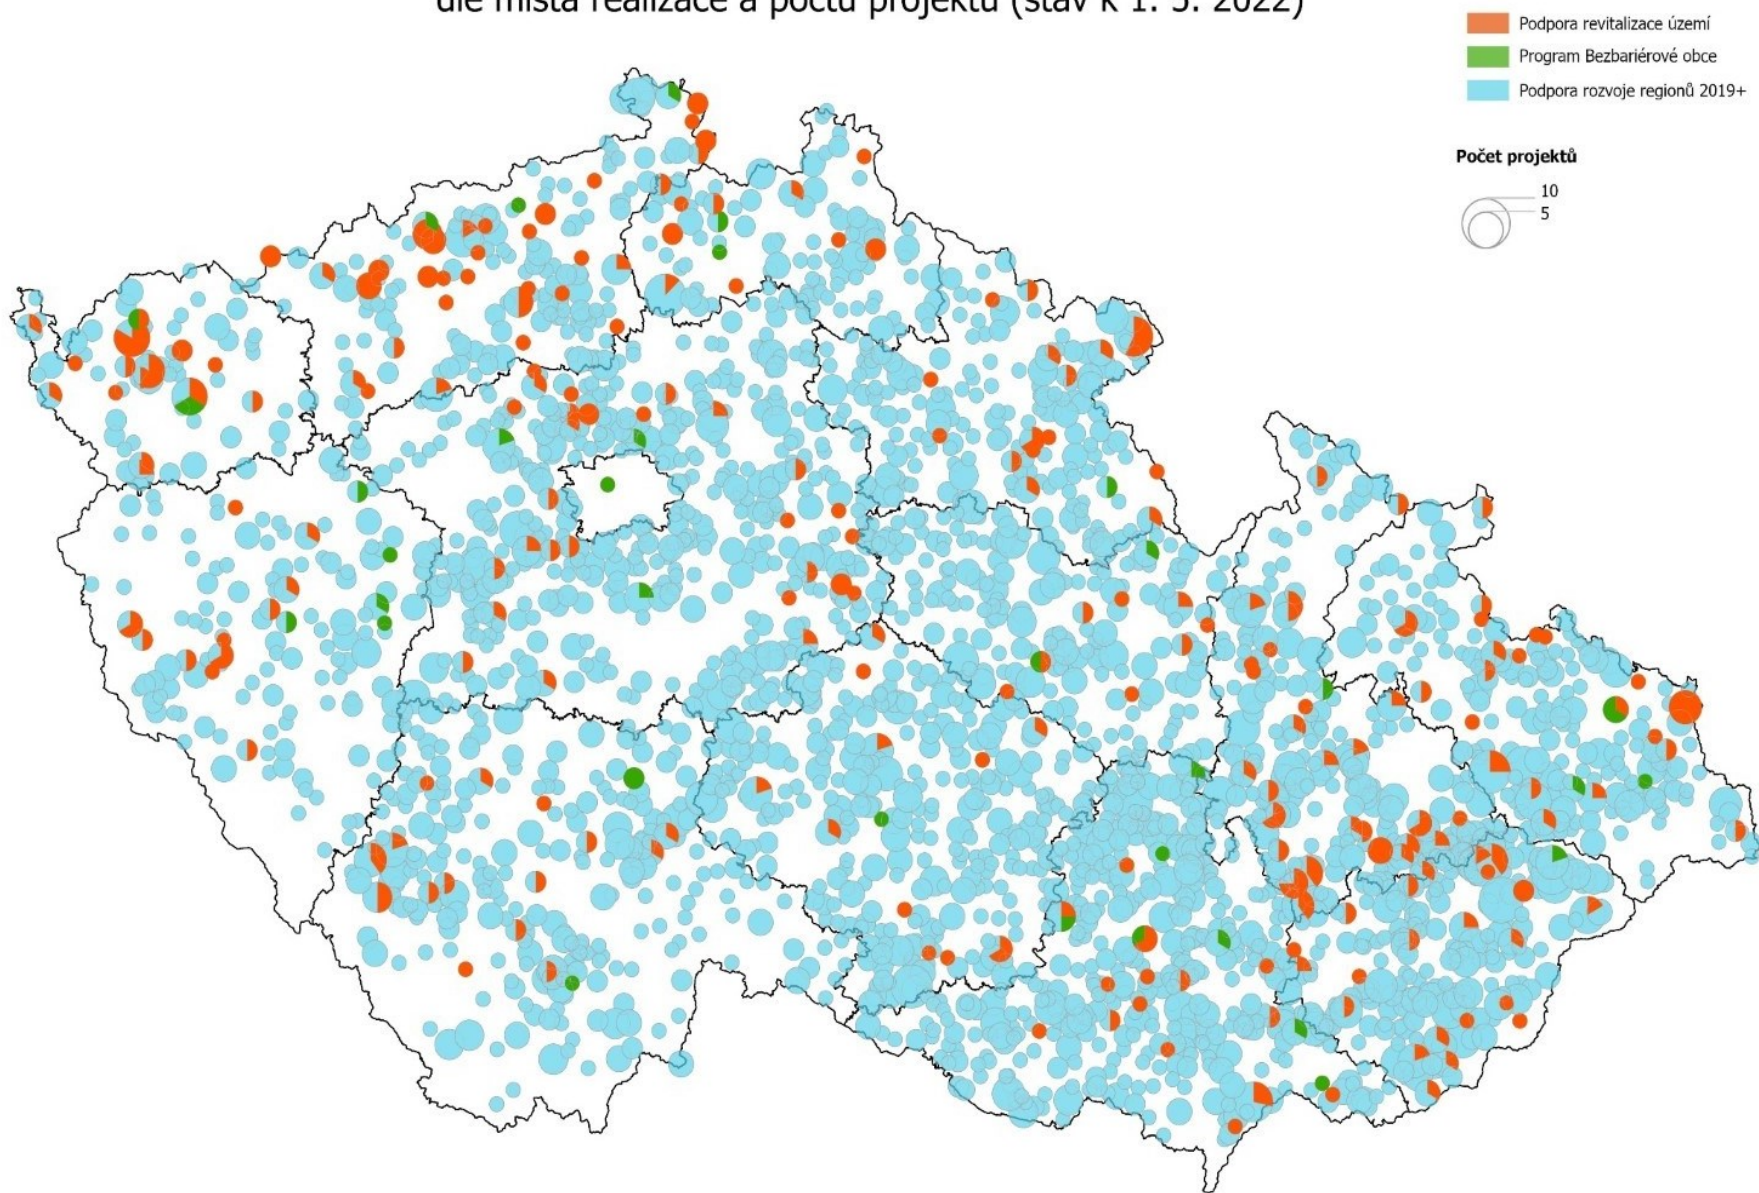 dle místa realizace a počtu projektů (stav k 1. 5. 2022)
Podpora revitalizace území
Program Bezbariérové obce
Podpora rozvoje regionů 2019+
Počet projektů
10
5